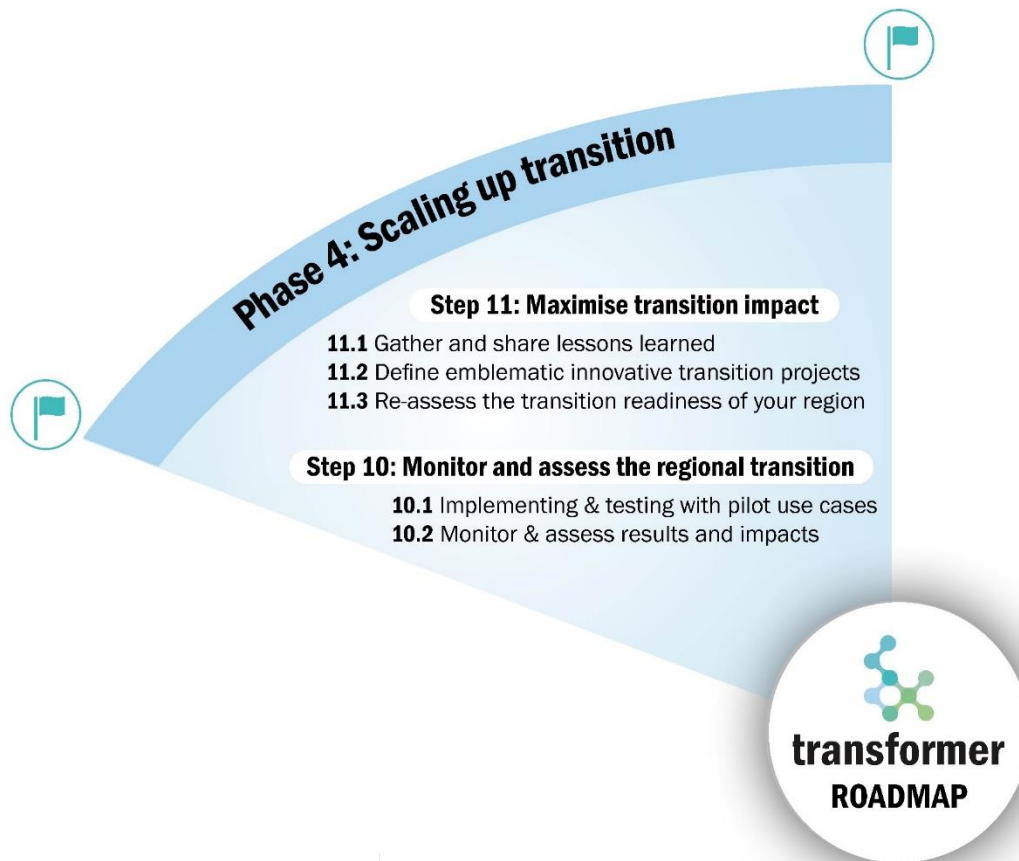 Phase 4: Scaling up transition
Step 11: Maximise transition impact
11.1 Gather and share lessons learned
11.2 Define emblematic innovative transition projects
11.3 Re-assess the transition readiness of your region
Step 10: Monitor and assess the regional transition
10.1 Implementing & testing with pilot use cases
10.2 Monitor & assess results and impacts
transformer
ROADMAP